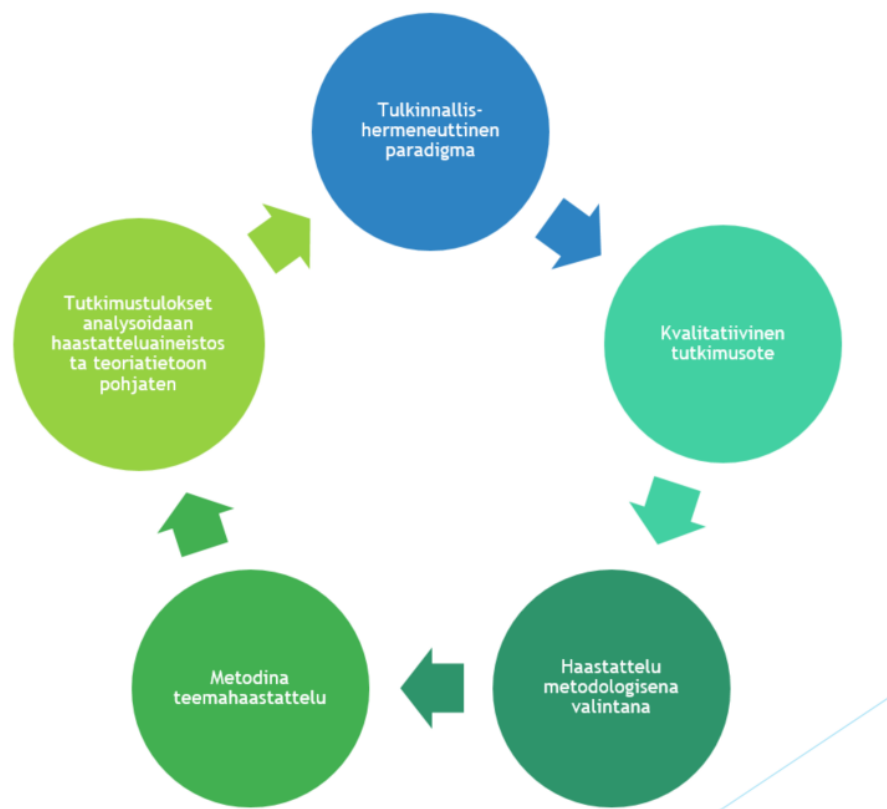 Tulkinnallis-
hermeneuttinen
paradigma
Kvalitatiivinen
tutkimusote
Haastattelu
metodologisena
valintana
Metodina
teemahaastattelu
Tutkimustulokset
analysoidaan
haastatteluaineistos
ta teoriatietoon
pohjaten